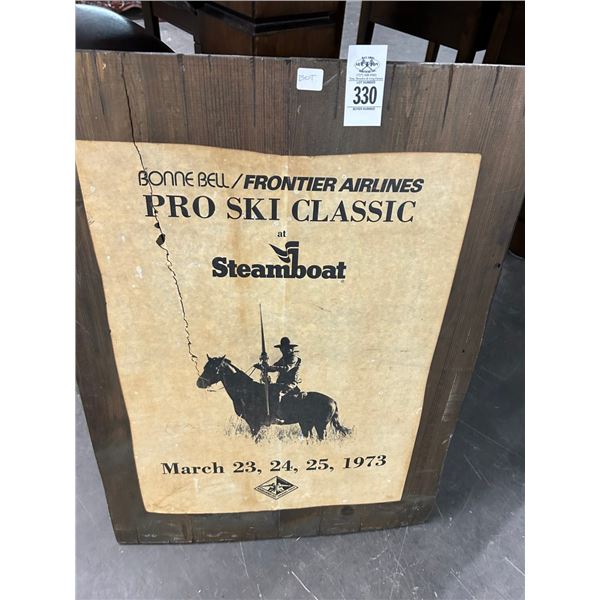 330
BONNE BELL / FRONTIER AIRLINES
PRO SKI CLASSIC
at
Steamboat
March 23, 24, 25, 1973